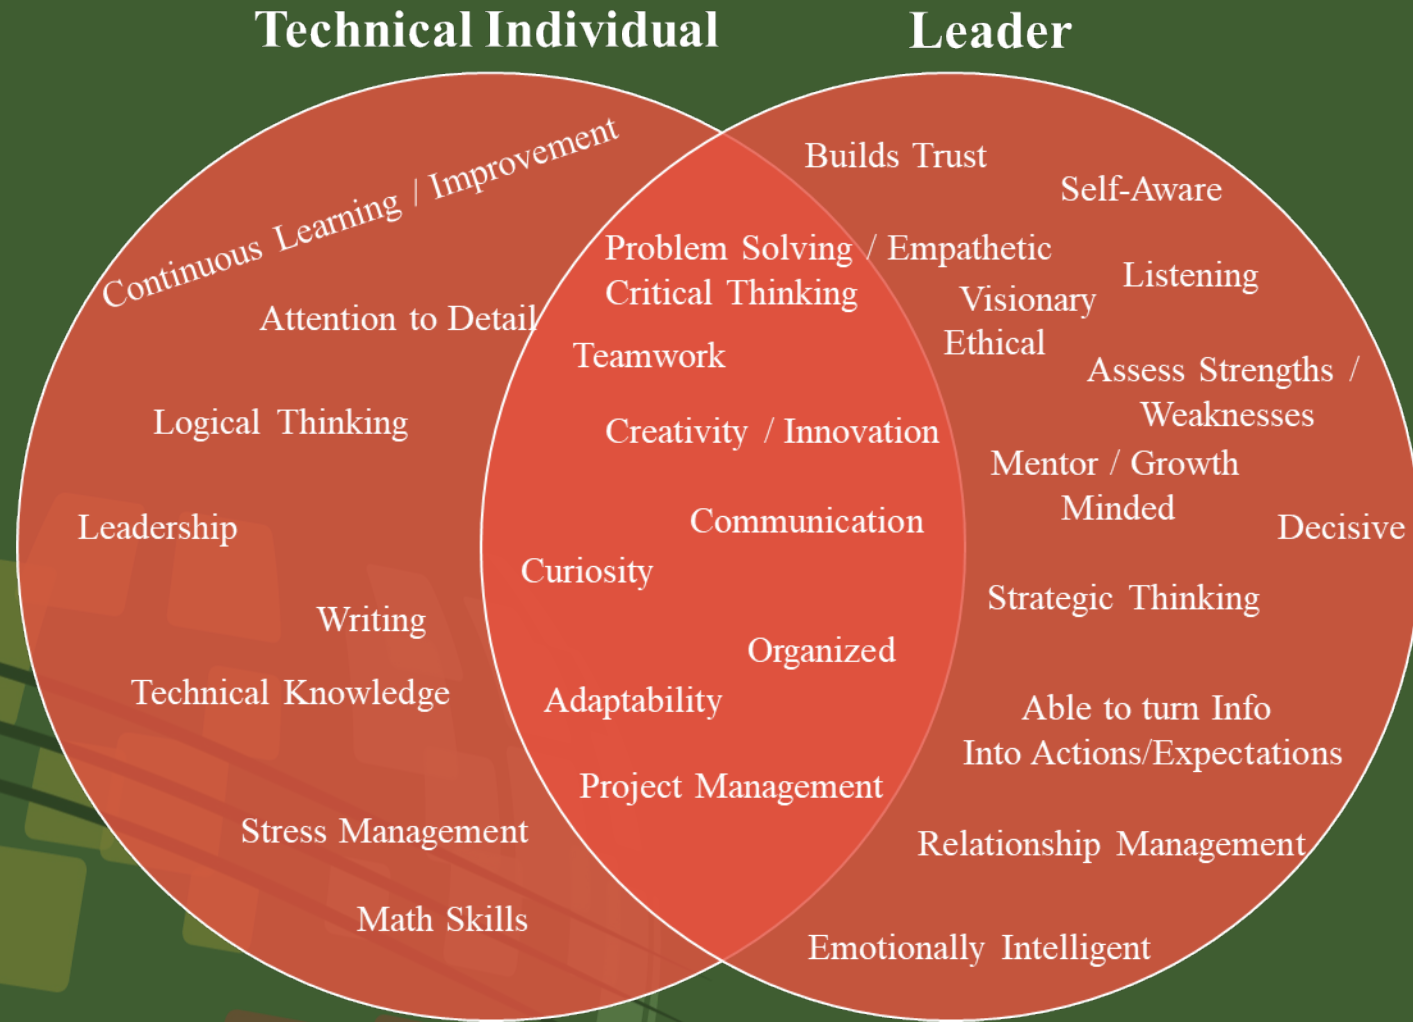 Technical Individual
Leader
Continuous Learning / Improvement
Attention to Detail
Logical Thinking
Leadership
Writing
Technical Knowledge
Stress Management
Math Skills
Problem Solving /
Critical Thinking
Teamwork
Creativity / Innovation
Communication
Curiosity
Organized
Adaptability
Project Management
Builds Trust
Self-Aware
Empathetic
Listening
Visionary
Ethical
Assess Strengths /
Weaknesses
Mentor / Growth
Minded
Decisive
Strategic Thinking
Able to turn Info
Into Actions/Expectations
Relationship Management
Emotionally Intelligent